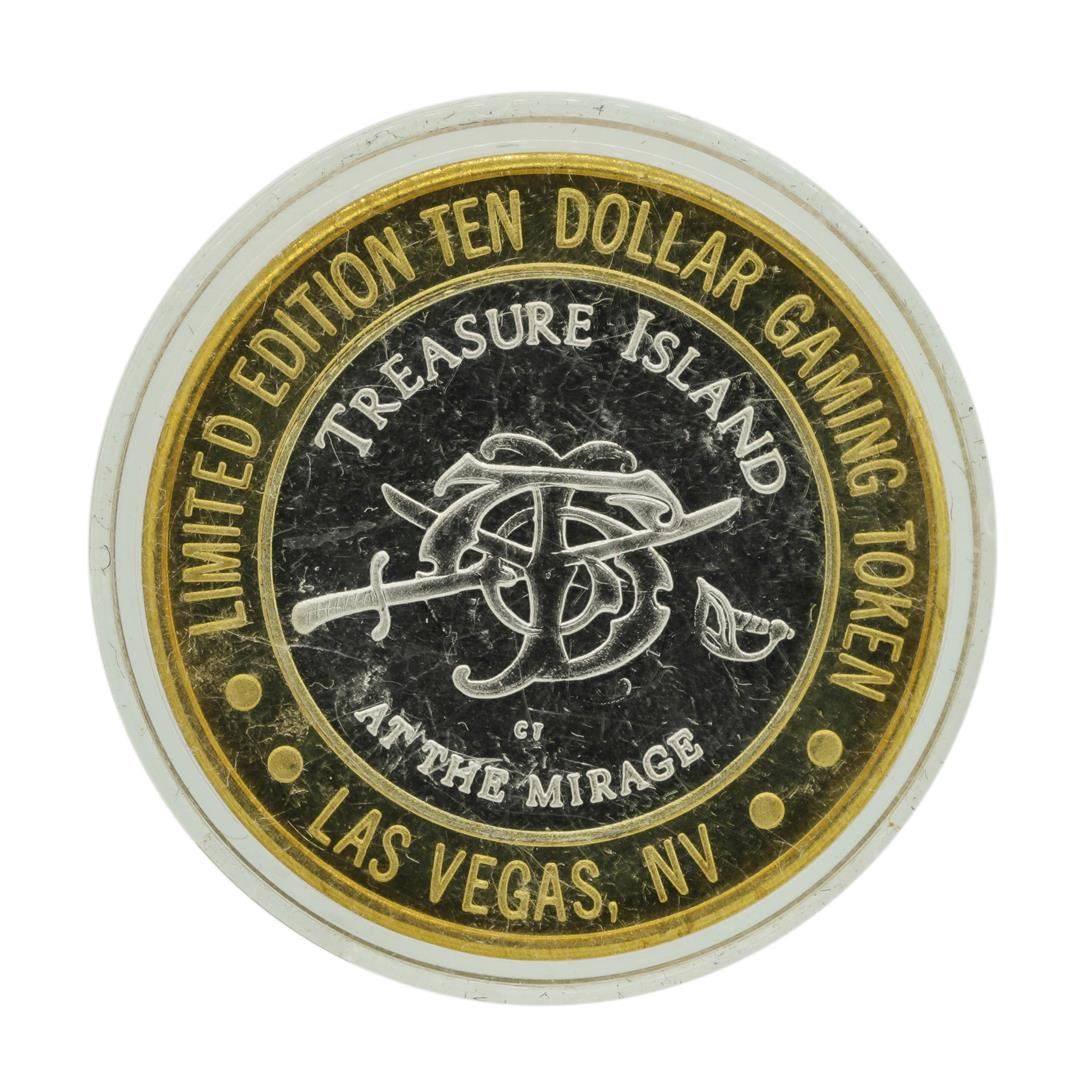 LIMITED EDITION TEN DOLLAR GAMING TOKEN
TREASURE ISLAND
CI
AT THE MIRAGE
LAS VEGAS, NV